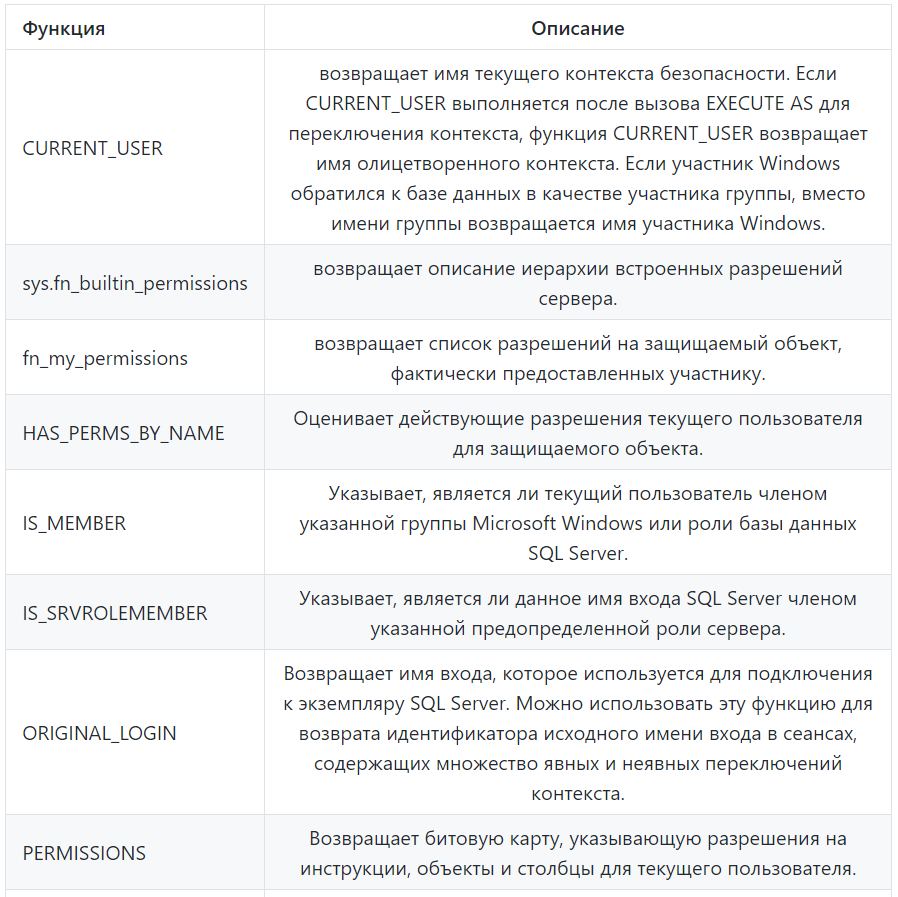 Функция
Описание
CURRENT_USER
возвращает имя текущего контекста безопасности. Если
CURRENT_USER выполняется после вызова EXECUTE AS для
переключения контекста, функция CURRENT_USER возвращает
имя олицетворенного контекста. Если участник Windows
обратился к базе данных в качестве участника группы, вместо
имени группы возвращается имя участника Windows.
sys.fn_builtin_permissions
возвращает описание иерархии встроенных разрешений
сервера.
fn_my_permissions
возвращает список разрешений на защищаемый объект,
фактически предоставленных участнику.
HAS_PERMS_BY_NAME
Оценивает действующие разрешения текущего пользователя
для защищаемого объекта.
IS_MEMBER
Указывает, является ли текущий пользователь членом
указанной группы Microsoft Windows или роли базы данных
SQL Server.
IS_SRVROLEMEMBER
Указывает, является ли данное имя входа SQL Server членом
указанной предопределенной роли сервера.
ORIGINAL_LOGIN
Возвращает имя входа, которое используется для подключения
к экземпляру SQL Server. Можно использовать эту функцию для
возврата идентификатора исходного имени входа в сеансах,
содержащих множество явных и неявных переключений
контекста.
PERMISSIONS
Возвращает битовую карту, указывающую разрешения на
инструкции, объекты и столбцы для текущего пользователя.